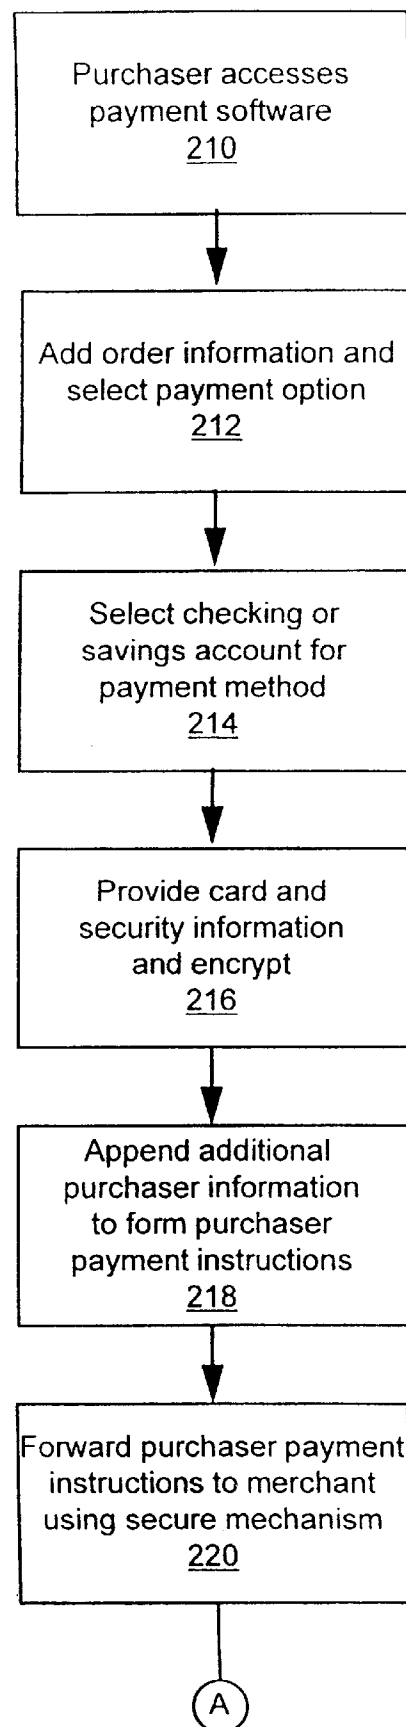 Purchaser accesses
payment software
210
Add order information and
select payment option
212
Select checking or
savings account for
payment method
214
Provide card and
security information
and encrypt
216
Append additional
purchaser information
to form purchaser
payment instructions
218
Forward purchaser payment
instructions to merchant
using secure mechanism
220
A